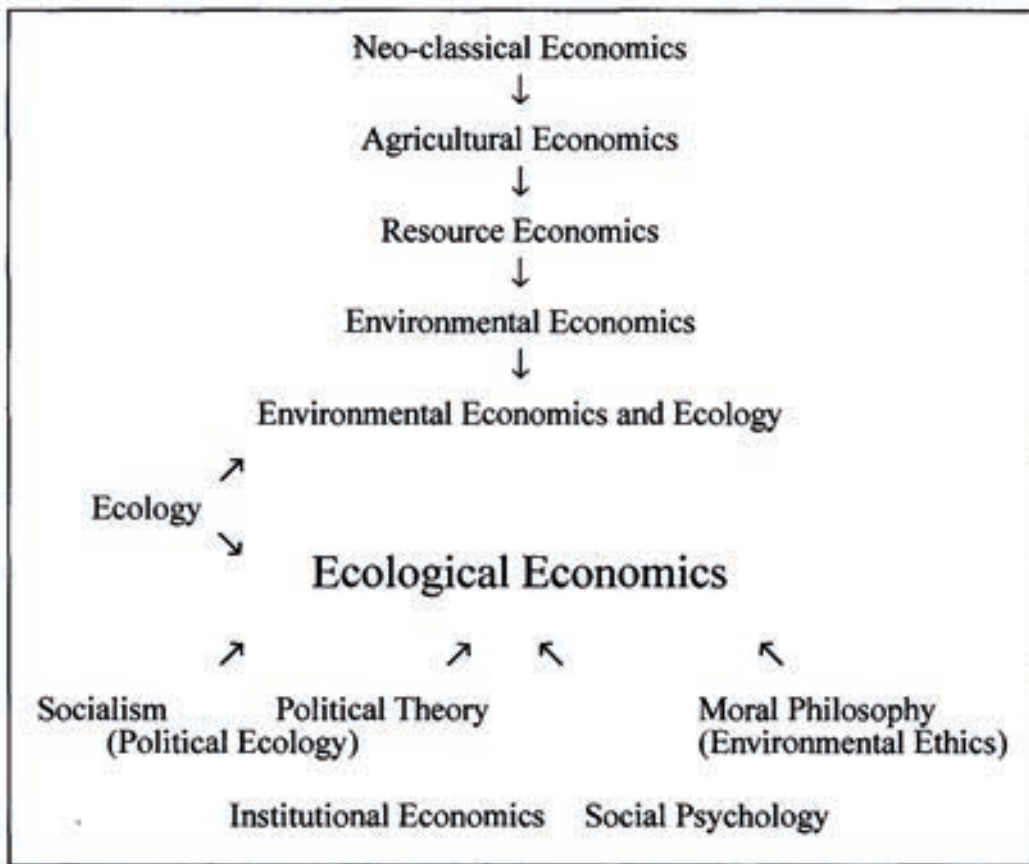 Neo-classical Economics
↓
Agricultural Economics
↓
Resource Economics
↓
Environmental Economics
↓
Environmental Economics and Ecology
↗
Ecology
↘
Ecological Economics
↗ ↗ ↖ ↖
Socialism Political Theory Moral Philosophy
(Political Ecology) (Environmental Ethics)
Institutional Economics Social Psychology